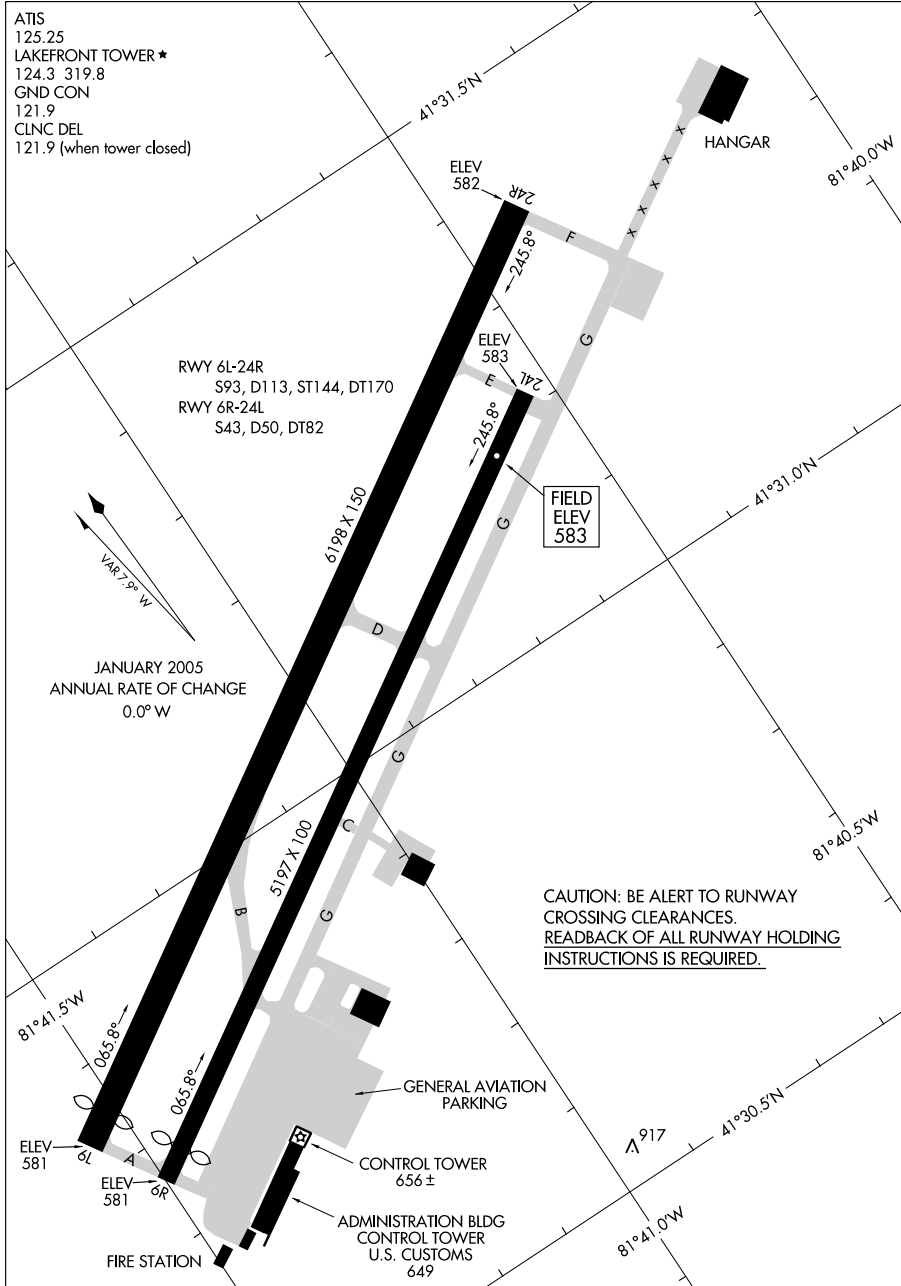 ATIS
125.25
LAKEFRONT TOWER ★
124.3 319.8
GND CON
121.9
CLNC DEL
121.9 (when tower closed)
41°31.5'N
HANGAR
81°40.0'W
ELEV
582
24R
F
245.8°
G
ELEV
583
24L
E
245.8°
RWY 6L-24R
S93, D113, ST144, DT170
RWY 6R-24L
S43, D50, DT82
G
FIELD
ELEV
583
41°31.0'N
6198 X 150
VAR 7.9° W
D
JANUARY 2005
ANNUAL RATE OF CHANGE
0.0° W
G
C
5197 X 100
81°40.5'W
B
G
CAUTION: BE ALERT TO RUNWAY
CROSSING CLEARANCES.
READBACK OF ALL RUNWAY HOLDING
INSTRUCTIONS IS REQUIRED.
81°41.5'W
065.8°
065.8°
GENERAL AVIATION
PARKING
41°30.5'N
917
ELEV
581
6L
A
ELEV
581
6R
CONTROL TOWER
656 ±
ADMINISTRATION BLDG
CONTROL TOWER
U.S. CUSTOMS
649
81°41.0'W
FIRE STATION